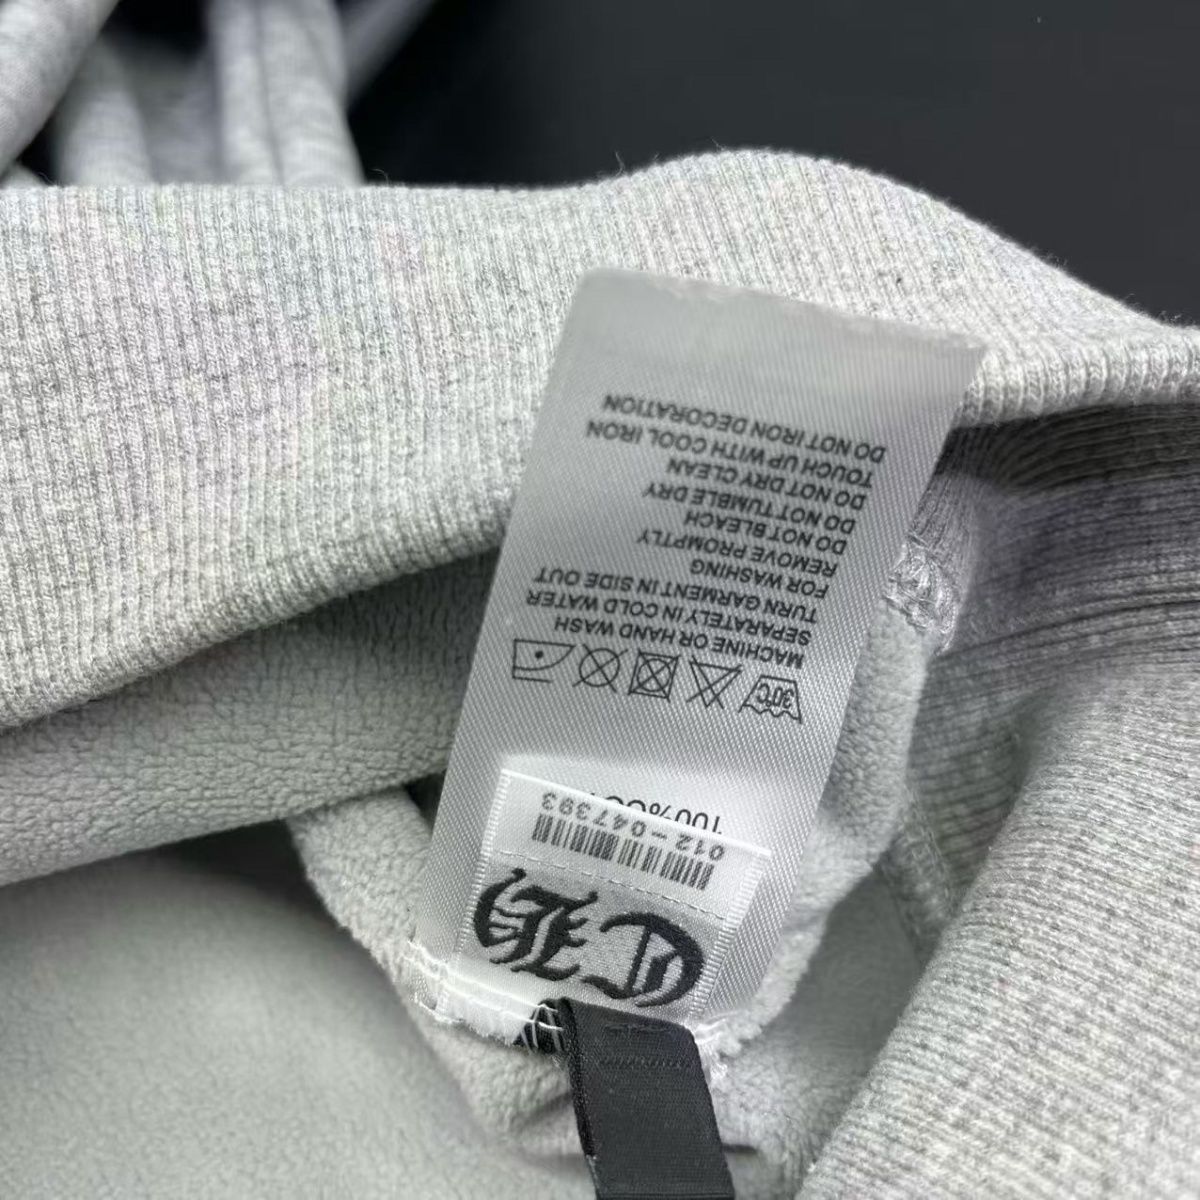 30°C
MACHINE OR HAND WASH
SEPARATELY IN COLD WATER
TURN GARMENT IN SIDE OUT
FOR WASHING
REMOVE PROMPTLY
DO NOT BLEACH
DO NOT TUMBLE DRY
DO NOT DRY CLEAN
TOUCH UP WITH COOL IRON
DO NOT IRON DECORATION
012-047393
100%